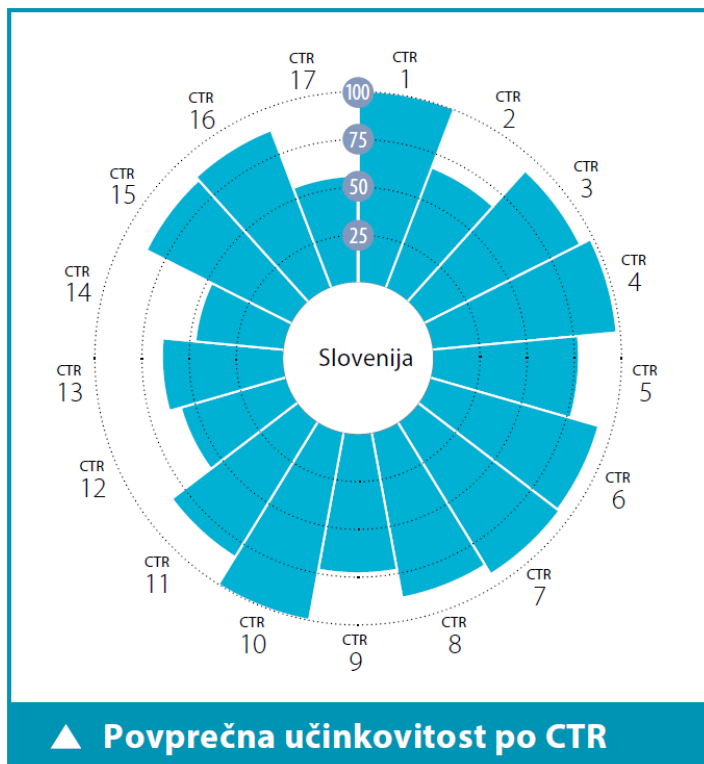 CTR
1
CTR
2
CTR
3
CTR
4
CTR
5
CTR
6
CTR
7
CTR
8
CTR
9
CTR
10
CTR
11
CTR
12
CTR
13
CTR
14
CTR
15
CTR
16
CTR
17
100
75
50
25
Slovenija
▲ Povprečna učinkovitost po CTR